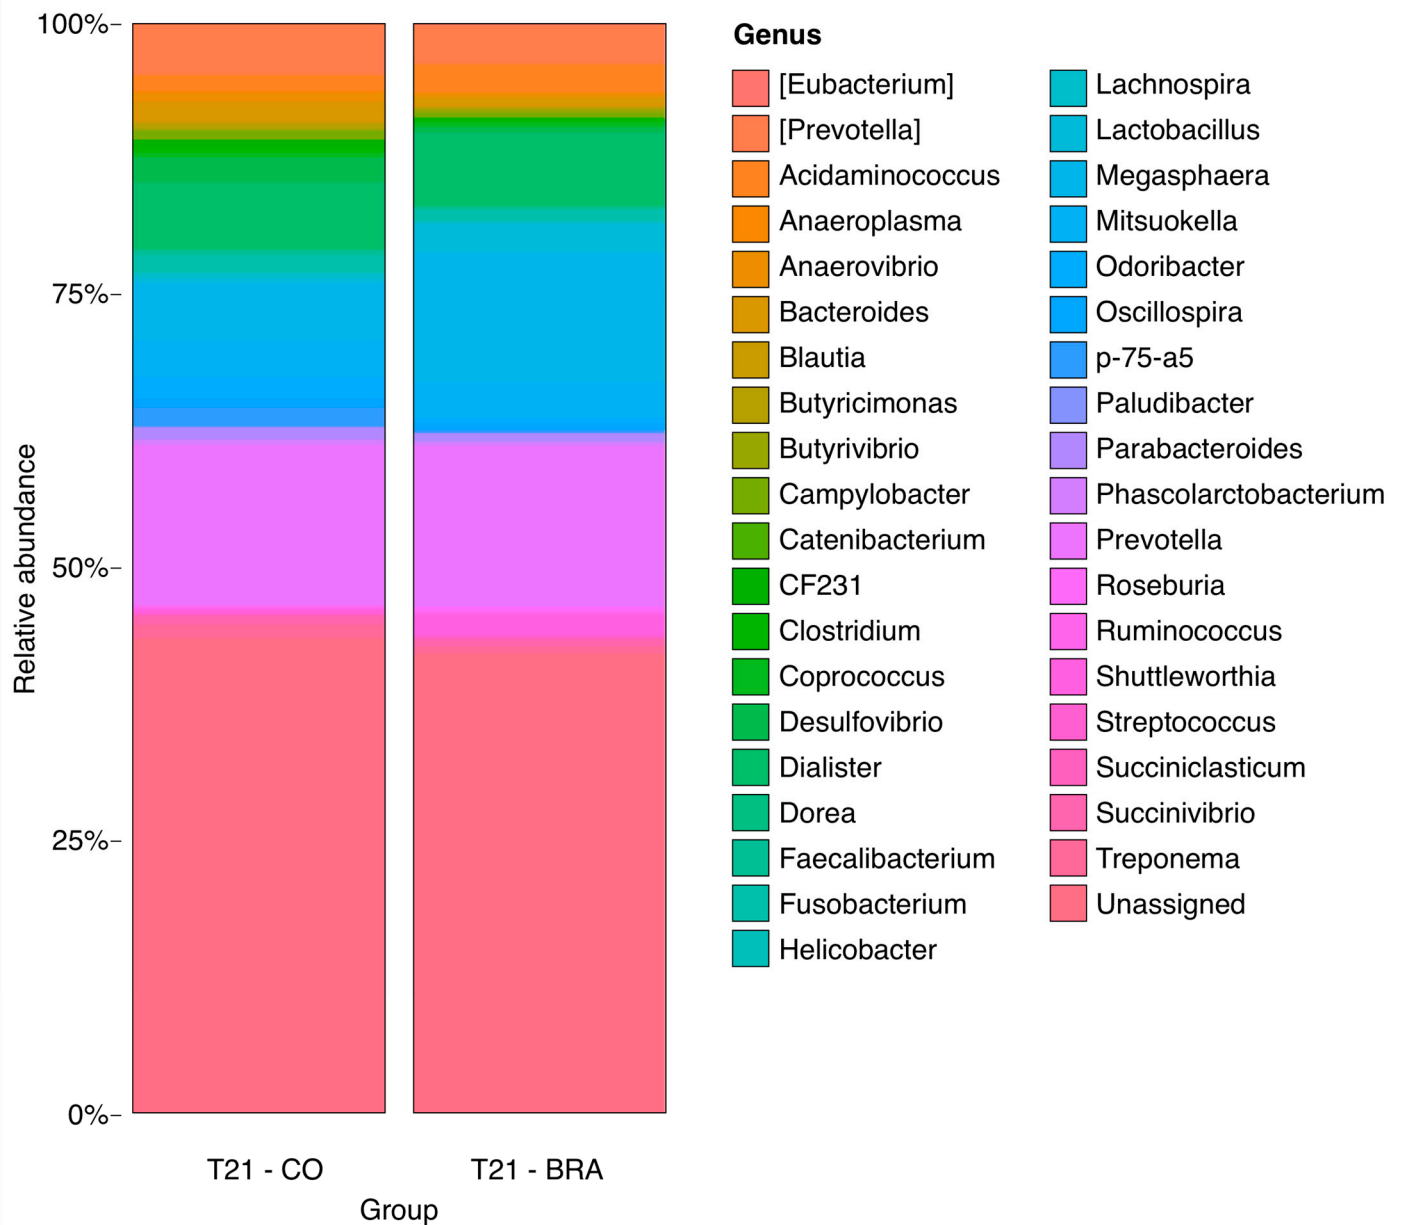 100%
75%
50%
25%
0%
Relative abundance
T21 - CO
T21 - BRA
Group
Genus
[Eubacterium]
[Prevotella]
Acidaminococcus
Anaeroplasma
Anaerovibrio
Bacteroides
Blautia
Butyricimonas
Butyrivibrio
Campylobacter
Catenibacterium
CF231
Clostridium
Coprococcus
Desulfovibrio
Dialister
Dorea
Faecalibacterium
Fusobacterium
Helicobacter
Lachnospira
Lactobacillus
Megasphaera
Mitsuokella
Odoribacter
Oscillospira
p-75-a5
Paludibacter
Parabacteroides
Phascolarctobacterium
Prevotella
Roseburia
Ruminococcus
Shuttleworthia
Streptococcus
Succiniclasticum
Succinivibrio
Treponema
Unassigned